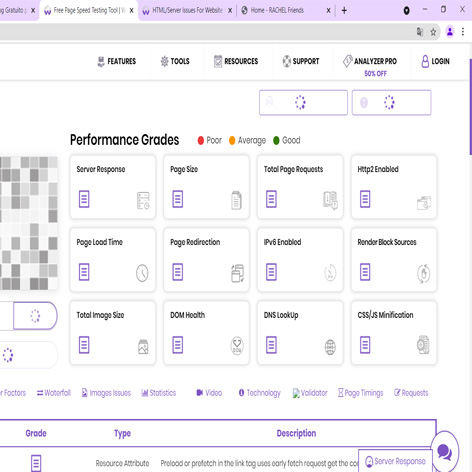 ng Gratuito
Free Page Speed Testing Tool | W
HTML/Server Issues For Website
Home - RACHEL Friends
FEATURES
TOOLS
RESOURCES
SUPPORT
ANALYZER PRO
50% OFF
LOGIN
Performance Grades
Poor
Average
Good
Server Response
Page Size
Total Page Requests
Http2 Enabled
Page Load Time
Page Redirection
IPv6 Enabled
Render Block Sources
Total Image Size
DOM Health
DNS LookUp
CSS/JS Minification
r Factors
Waterfall
Images Issues
Statistics
Video
Technology
Validator
Page Timings
Requests
Grade
Type
Description
Resource Attribute
Preload or prefetch in the link tag uses early fetch request get the co
Server Response